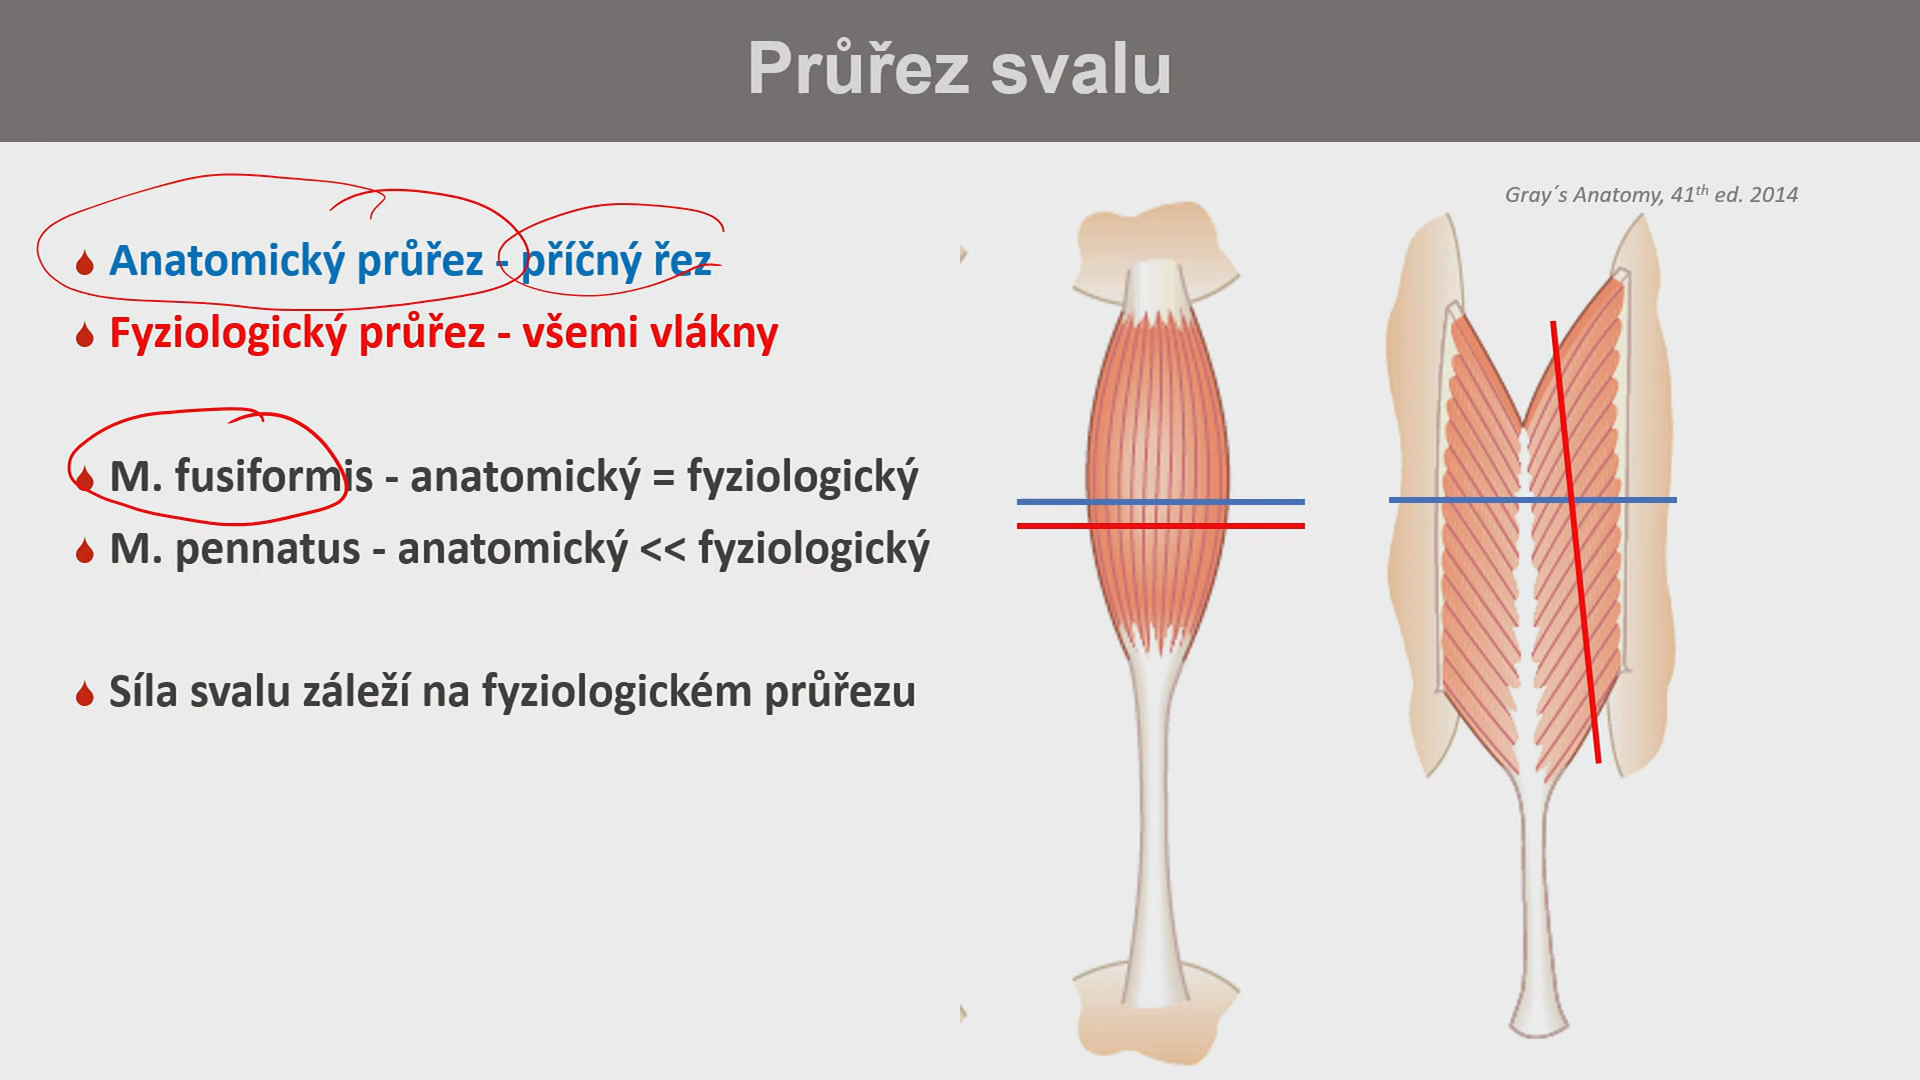 Průřez svalu
Gray´s Anatomy, 41th ed. 2014
Anatomický průřez - příčný řez
Fyziologický průřez - všemi vlákny
M. fusiformis - anatomický = fyziologický
M. pennatus - anatomický << fyziologický
Síla svalu záleží na fyziologickém průřezu